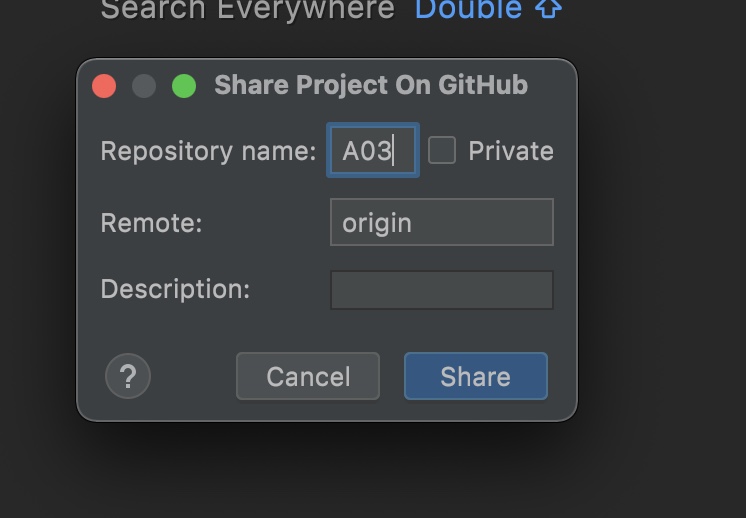 Search Everywhere Double ⇧
Share Project On GitHub
Repository name: A03 Private
Remote: origin
Description:
? Cancel Share